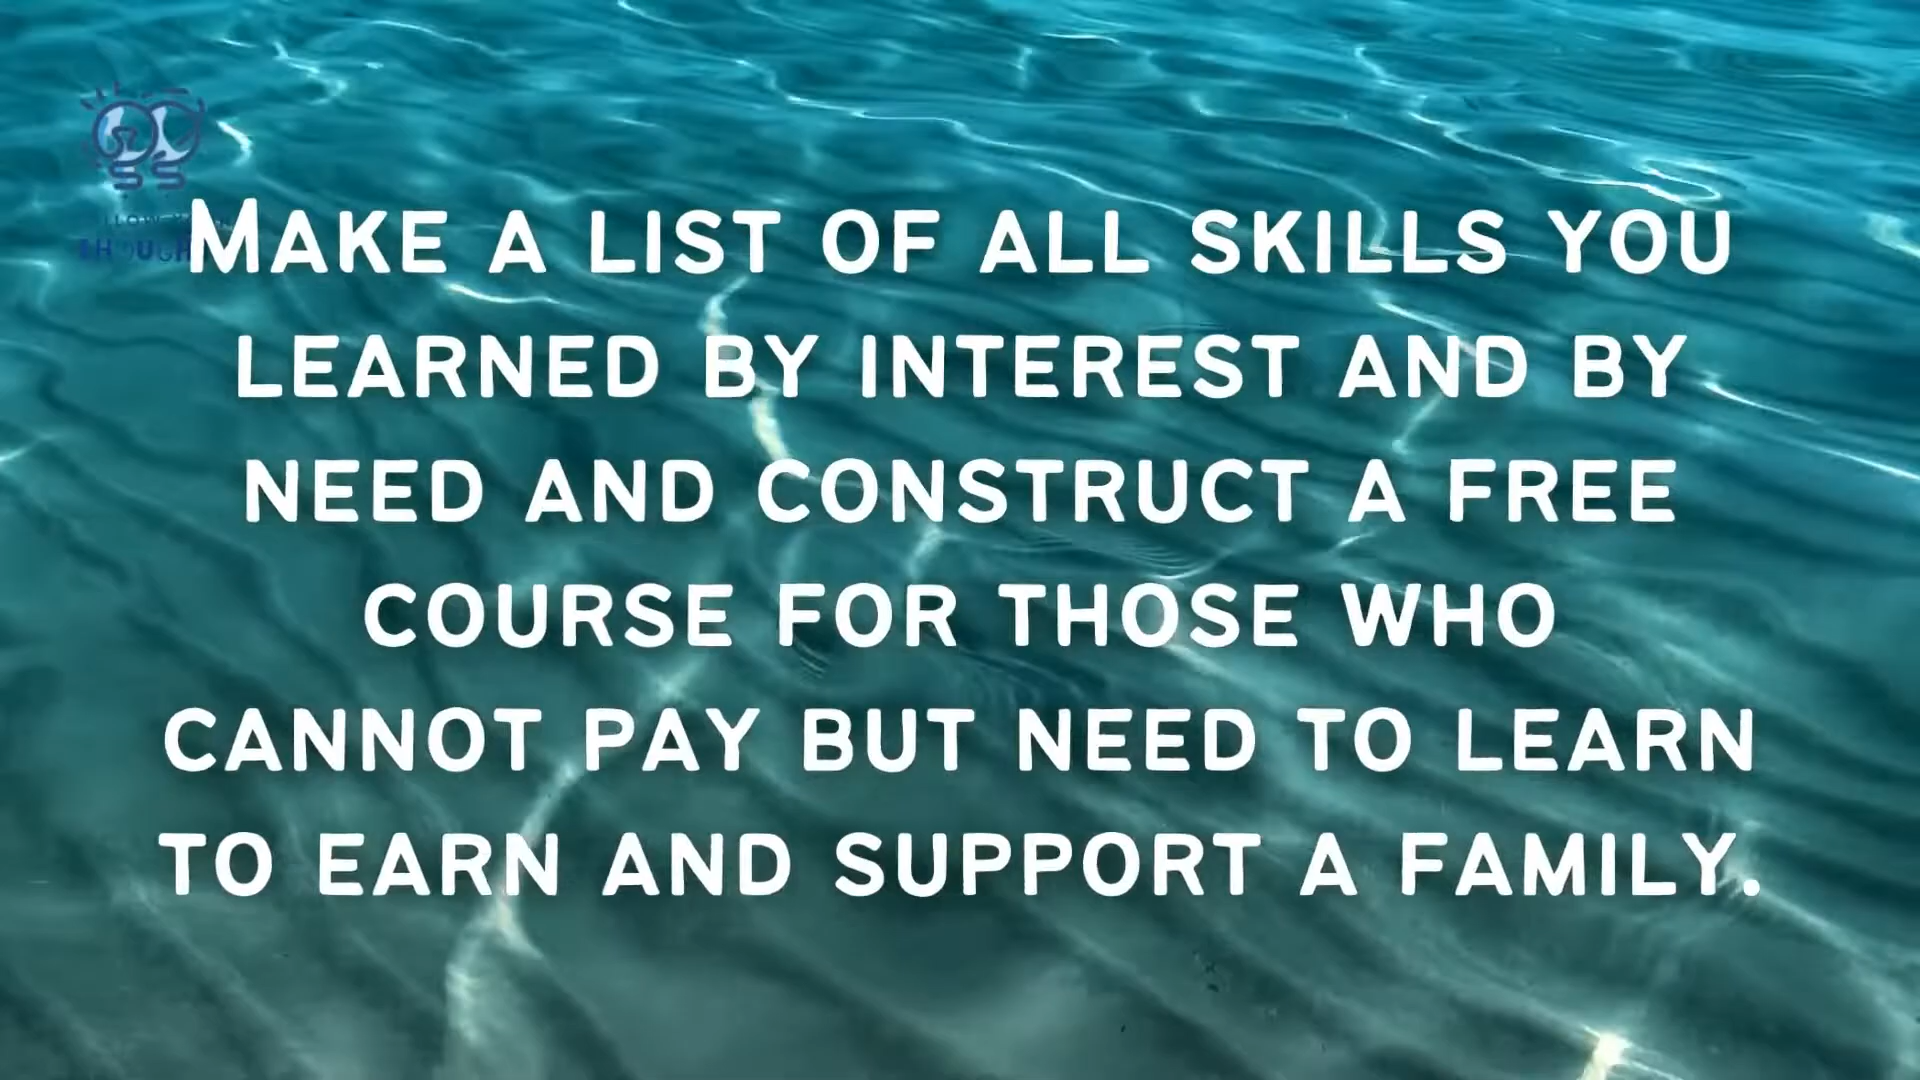 MAKE A LIST OF ALL SKILLS YOU
LEARNED BY INTEREST AND BY
NEED AND CONSTRUCT A FREE
COURSE FOR THOSE WHO
CANNOT PAY BUT NEED TO LEARN
TO EARN AND SUPPORT A FAMILY.